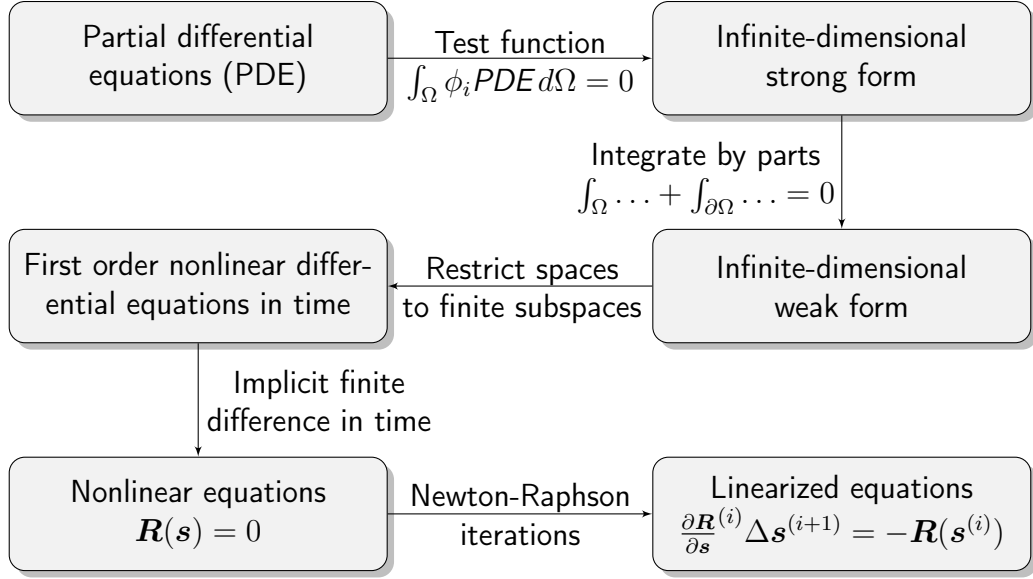 Partial differential
equations (PDE)
Test function
∫_Ω ϕ_i PDE dΩ = 0
Infinite-dimensional
strong form
Integrate by parts
∫_Ω … + ∫_∂Ω … = 0
Infinite-dimensional
weak form
Restrict spaces
to finite subspaces
First order nonlinear differ-
ential equations in time
Implicit finite
difference in time
Nonlinear equations
R(s) = 0
Newton-Raphson
iterations
Linearized equations
∂R/∂s^(i) Δs^(i+1) = −R(s^(i))